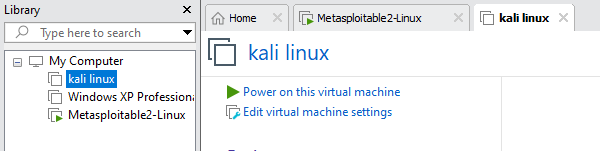 Library
Type here to search
My Computer
kali linux
Windows XP Professiona
Metasploitable2-Linux
Home
Metasploitable2-Linux
kali linux
kali linux
Power on this virtual machine
Edit virtual machine settings